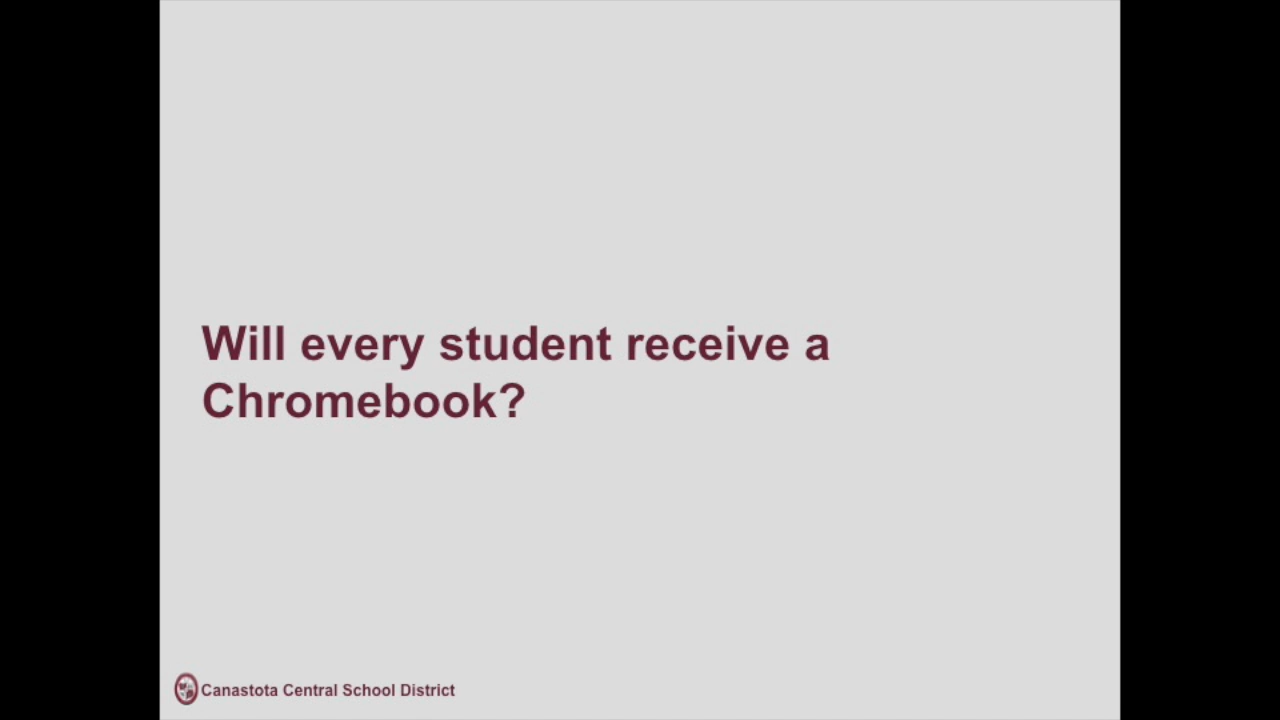 Will every student receive a
Chromebook?
Canastota Central School District